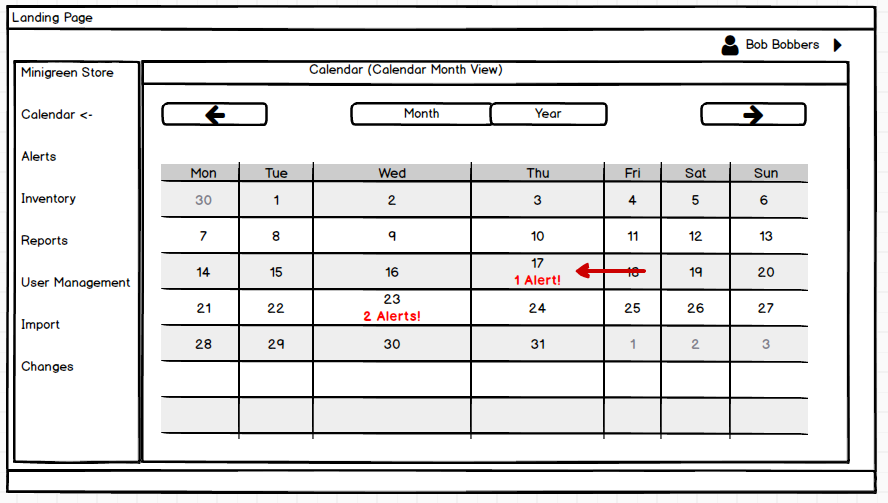 Landing Page
Bob Bobbers
Minigreen Store
Calendar <-
Alerts
Inventory
Reports
User Management
Import
Changes
Calendar (Calendar Month View)
Month Year
Mon Tue Wed Thu Fri Sat Sun
30 1 2 3 4 5 6
7 8 9 10 11 12 13
14 15 16 17 18 19 20
1 Alert!
21 22 23 24 25 26 27
2 Alerts!
28 29 30 31 1 2 3